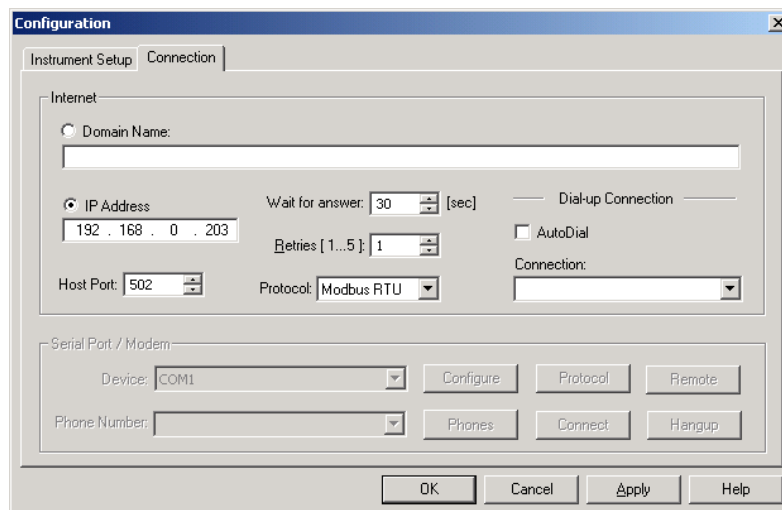 Configuration
Instrument Setup Connection
Internet
Domain Name:
IP Address Wait for answer: 30 [sec] Dial-up Connection
192 . 168 . 0 . 203
Retries [ 1...5 ]: 1 AutoDial
Connection:
Host Port: 502 Protocol: Modbus RTU
Serial Port / Modem
Device: COM1 Configure Protocol Remote
Phone Number: Phones Connect Hangup
OK Cancel Apply Help